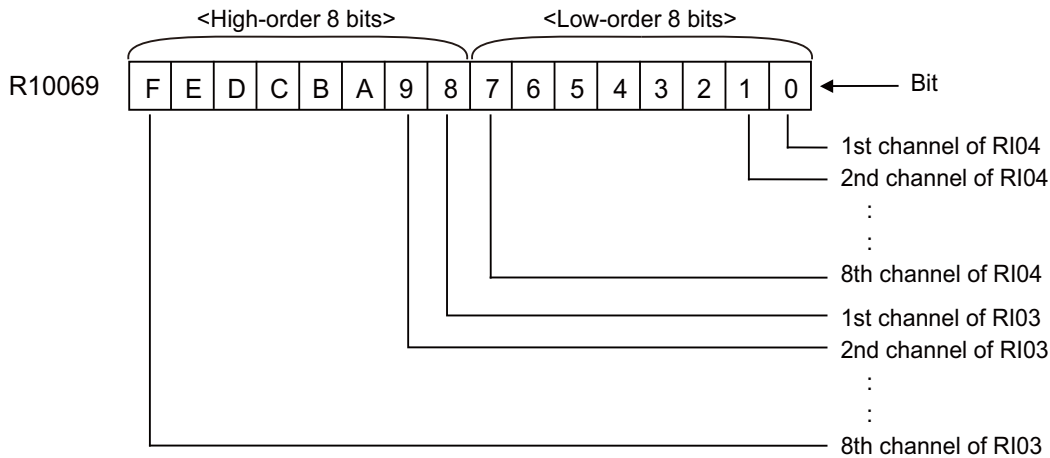 <High-order 8 bits> <Low-order 8 bits>
R10069 F E D C B A 9 8 7 6 5 4 3 2 1 0 Bit
1st channel of RI04
2nd channel of RI04
:
:
8th channel of RI04
1st channel of RI03
2nd channel of RI03
:
:
8th channel of RI03